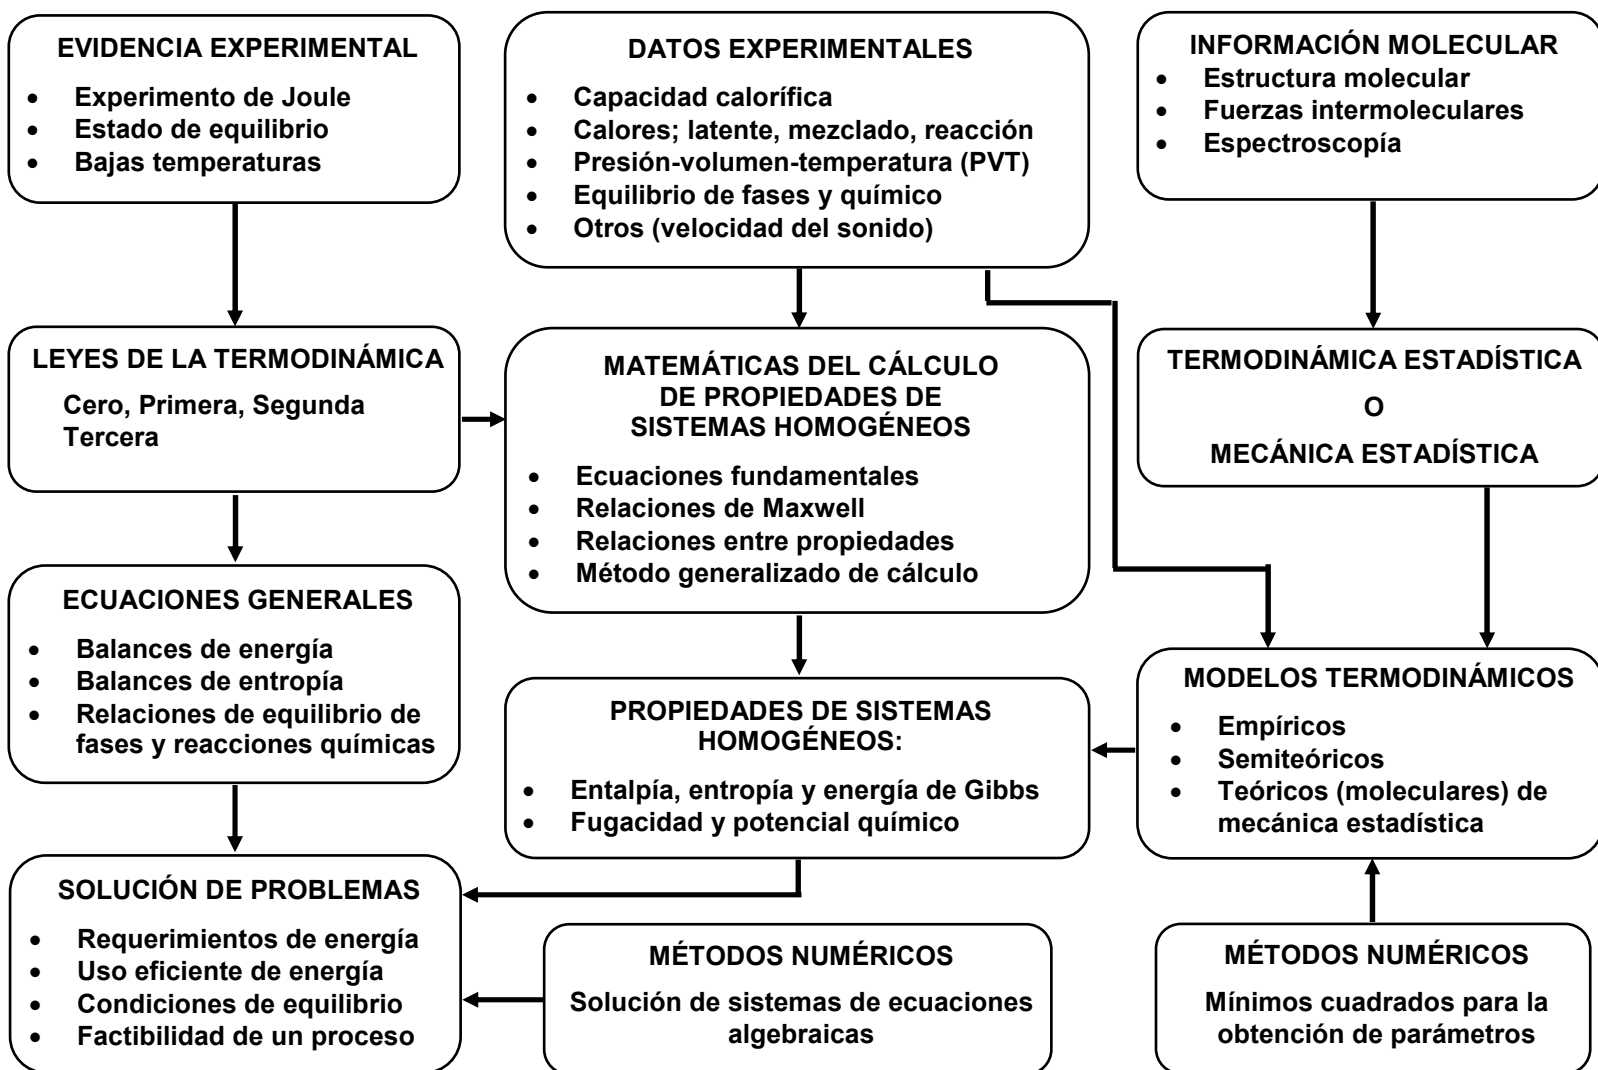 EVIDENCIA EXPERIMENTAL
• Experimento de Joule
• Estado de equilibrio
• Bajas temperaturas
DATOS EXPERIMENTALES
• Capacidad calorífica
• Calores; latente, mezclado, reacción
• Presión-volumen-temperatura (PVT)
• Equilibrio de fases y químico
• Otros (velocidad del sonido)
INFORMACIÓN MOLECULAR
• Estructura molecular
• Fuerzas intermoleculares
• Espectroscopía
LEYES DE LA TERMODINÁMICA
Cero, Primera, Segunda
Tercera
MATEMÁTICAS DEL CÁLCULO
DE PROPIEDADES DE
SISTEMAS HOMOGÉNEOS
• Ecuaciones fundamentales
• Relaciones de Maxwell
• Relaciones entre propiedades
• Método generalizado de cálculo
TERMODINÁMICA ESTADÍSTICA
O
MECÁNICA ESTADÍSTICA
ECUACIONES GENERALES
• Balances de energía
• Balances de entropía
• Relaciones de equilibrio de
fases y reacciones químicas
PROPIEDADES DE SISTEMAS
HOMOGÉNEOS:
• Entalpía, entropía y energía de Gibbs
• Fugacidad y potencial químico
MODELOS TERMODINÁMICOS
• Empíricos
• Semiteóricos
• Teóricos (moleculares) de
mecánica estadística
SOLUCIÓN DE PROBLEMAS
• Requerimientos de energía
• Uso eficiente de energía
• Condiciones de equilibrio
• Factibilidad de un proceso
MÉTODOS NUMÉRICOS
Solución de sistemas de ecuaciones
algebraicas
MÉTODOS NUMÉRICOS
Mínimos cuadrados para la
obtención de parámetros